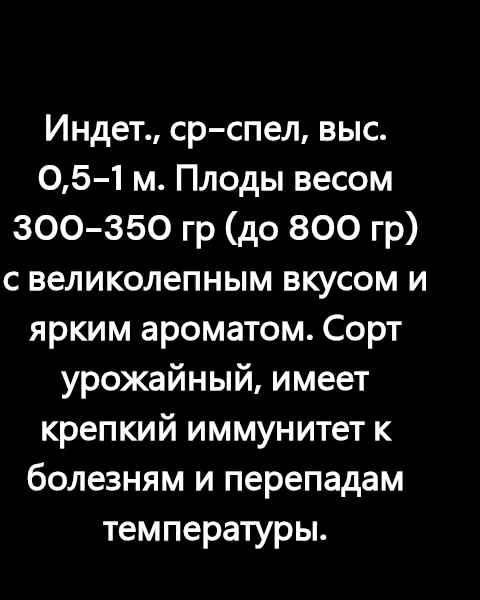 Индет., ср-спел, выс.
0,5-1 м. Плоды весом
300-350 гр (до 800 гр)
с великолепным вкусом и
ярким ароматом. Сорт
урожайный, имеет
крепкий иммунитет к
болезням и перепадам
температуры.